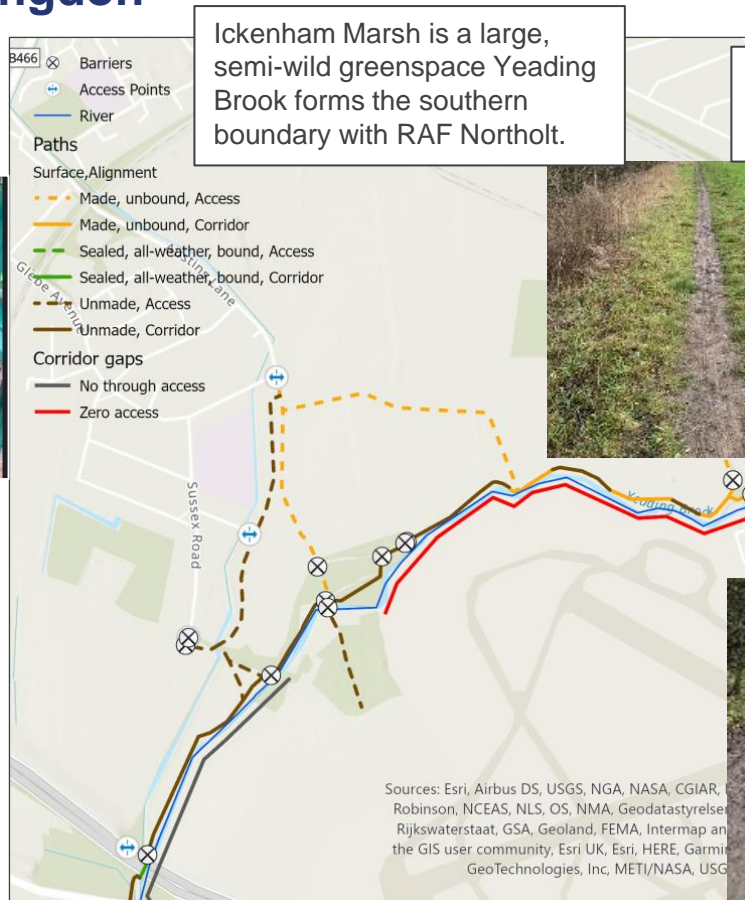 Ickenham Marsh is a large,
semi-wild greenspace Yeading
Brook forms the southern
boundary with RAF Northolt.
B466
Barriers
Access Points
River
Paths
Surface,Alignment
Made, unbound, Access
Made, unbound, Corridor
Sealed, all-weather, bound, Access
Sealed, all-weather, bound, Corridor
Unmade, Access
Unmade, Corridor
Corridor gaps
No through access
Zero access
Glebe Avenue
Lane
Sussex Road
Yeading Brook
Sources: Esri, Airbus DS, USGS, NGA, NASA, CGIAR,
Robinson, NCEAS, NLS, OS, NMA, Geodatastyrelse
Rijkswaterstaat, GSA, Geoland, FEMA, Intermap an
the GIS user community, Esri UK, Esri, HERE, Garmi
GeoTechnologies, Inc, METI/NASA, USG